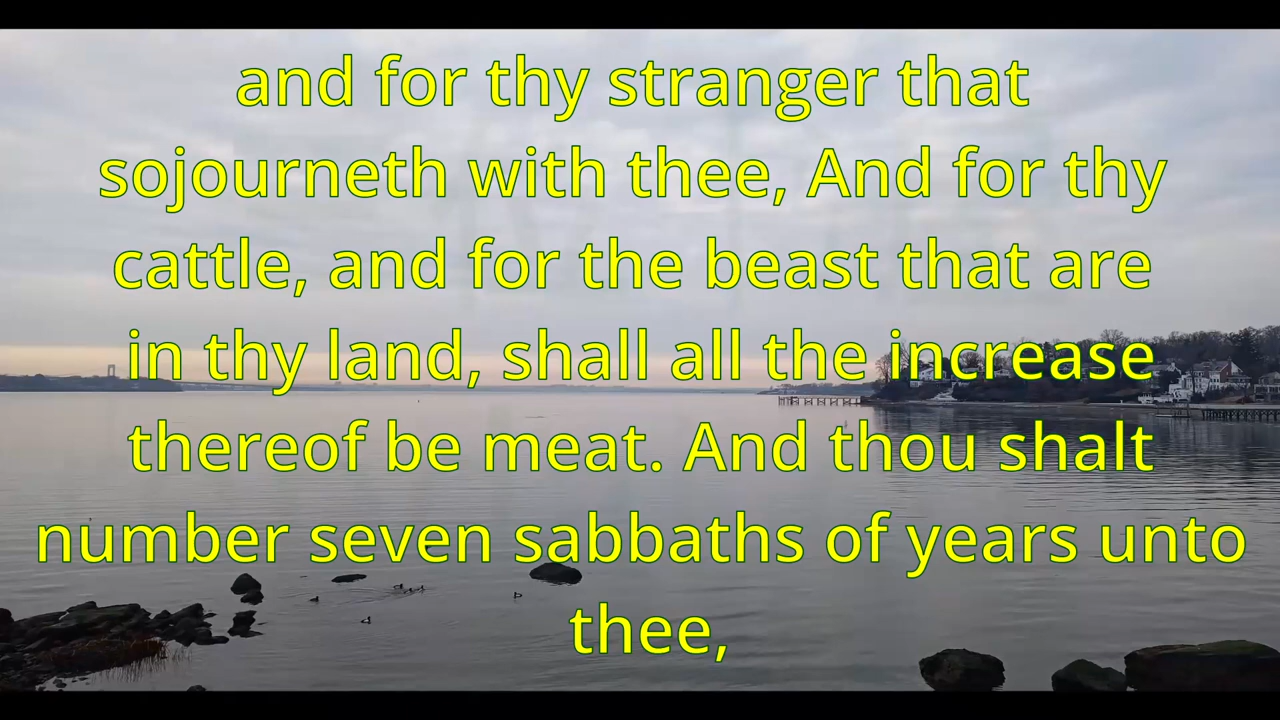 and for thy stranger that
sojourneth with thee, And for thy
cattle, and for the beast that are
in thy land, shall all the increase
thereof be meat. And thou shalt
number seven sabbaths of years unto
thee,